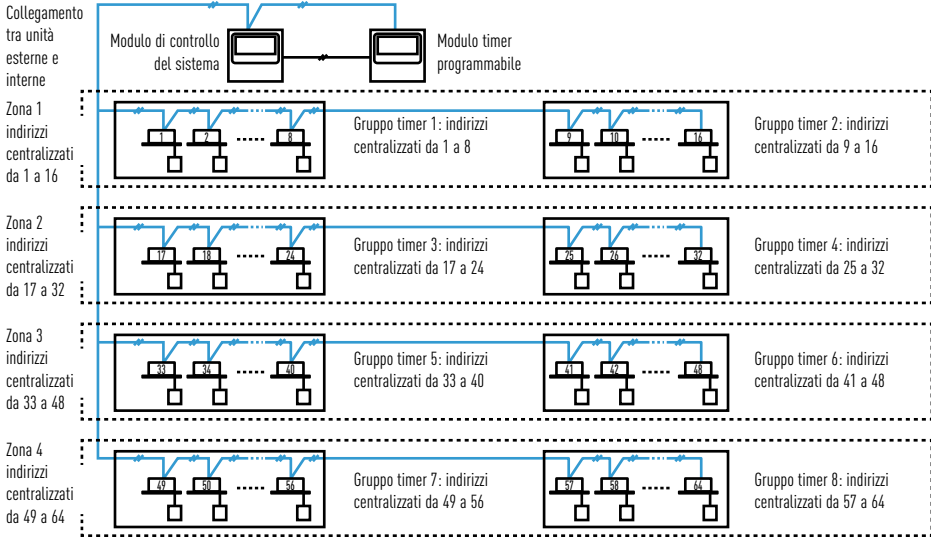 Collegamento
tra unità
esterne e
interne
Modulo di controllo
del sistema
Modulo timer
programmabile
Zona 1
indirizzi
centralizzati
da 1 a 16
1 2 8
Gruppo timer 1: indirizzi
centralizzati da 1 a 8
9 10 16
Gruppo timer 2: indirizzi
centralizzati da 9 a 16
Zona 2
indirizzi
centralizzati
da 17 a 32
17 18 24
Gruppo timer 3: indirizzi
centralizzati da 17 a 24
25 26 32
Gruppo timer 4: indirizzi
centralizzati da 25 a 32
Zona 3
indirizzi
centralizzati
da 33 a 48
33 34 40
Gruppo timer 5: indirizzi
centralizzati da 33 a 40
41 42 48
Gruppo timer 6: indirizzi
centralizzati da 41 a 48
Zona 4
indirizzi
centralizzati
da 49 a 64
49 50 56
Gruppo timer 7: indirizzi
centralizzati da 49 a 56
57 58 64
Gruppo timer 8: indirizzi
centralizzati da 57 a 64